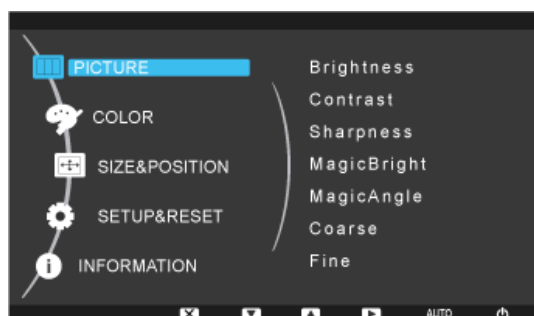 PICTURE
COLOR
SIZE&POSITION
SETUP&RESET
INFORMATION
Brightness
Contrast
Sharpness
MagicBright
MagicAngle
Coarse
Fine
AUTO